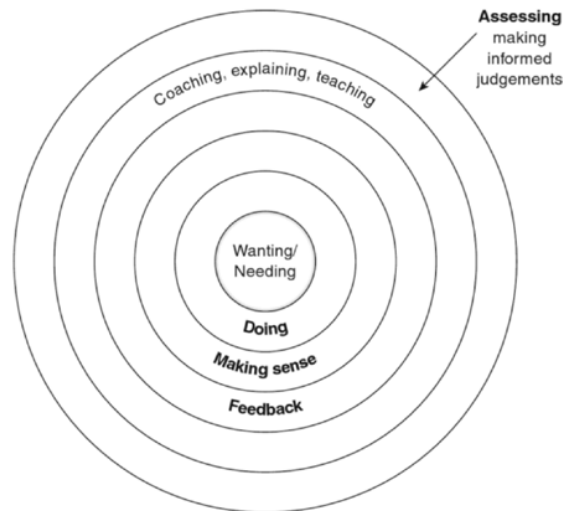 Assessing
making
informed
judgements
Coaching, explaining, teaching
Wanting/
Needing
Doing
Making sense
Feedback